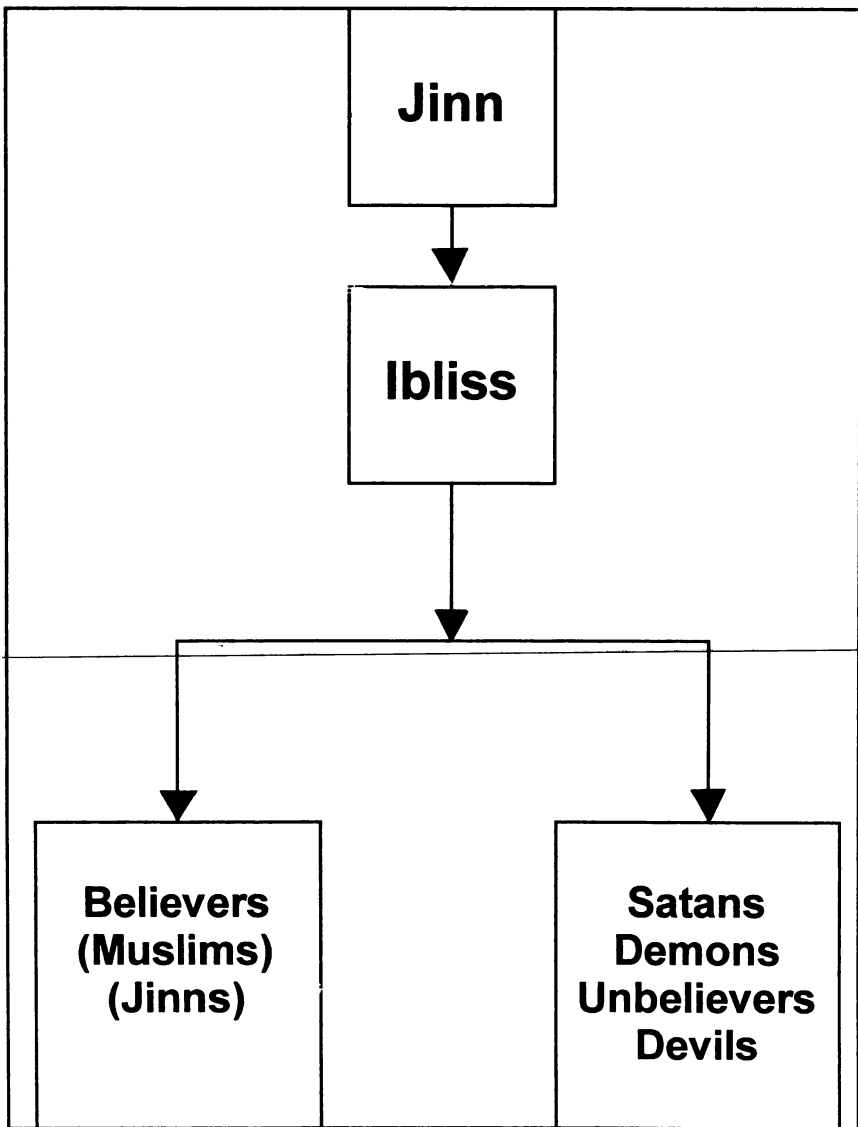 Jinn
Ibliss
Believers
(Muslims)
(Jinns)
Satans
Demons
Unbelievers
Devils